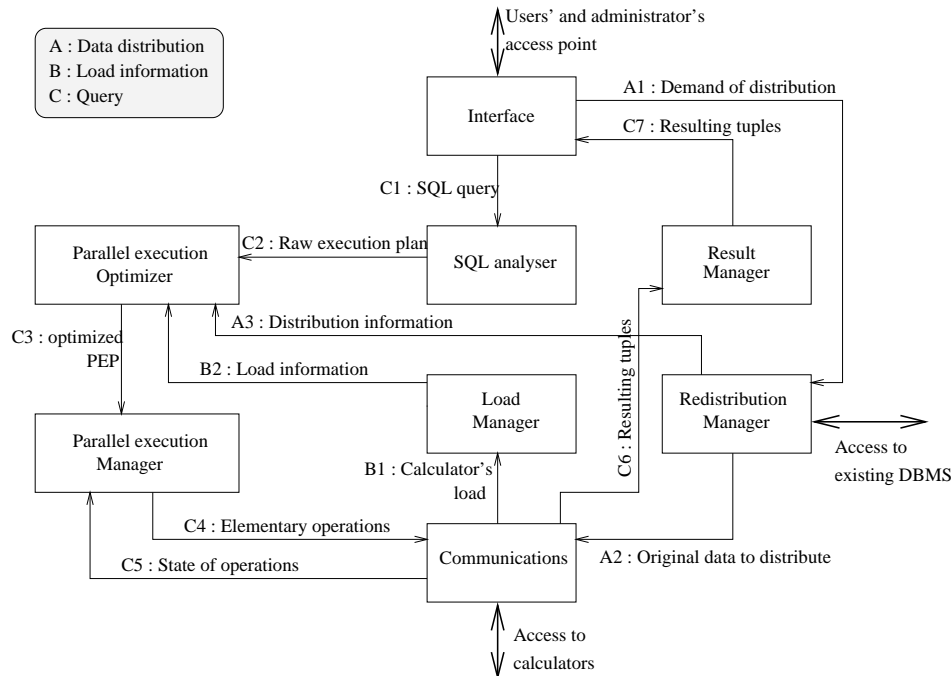 Users' and administrator's
access point
A : Data distribution
B : Load information
C : Query
A1 : Demand of distribution
Interface
C7 : Resulting tuples
C1 : SQL query
Parallel execution
Optimizer
C2 : Raw execution plan
SQL analyser
Result
Manager
A3 : Distribution information
C3 : optimized
PEP
B2 : Load information
C6 : Resulting tuples
Load
Manager
Redistribution
Manager
Parallel execution
Manager
Access to
existing DBMS
B1 : Calculator's
load
C4 : Elementary operations
Communications
A2 : Original data to distribute
C5 : State of operations
Access to
calculators